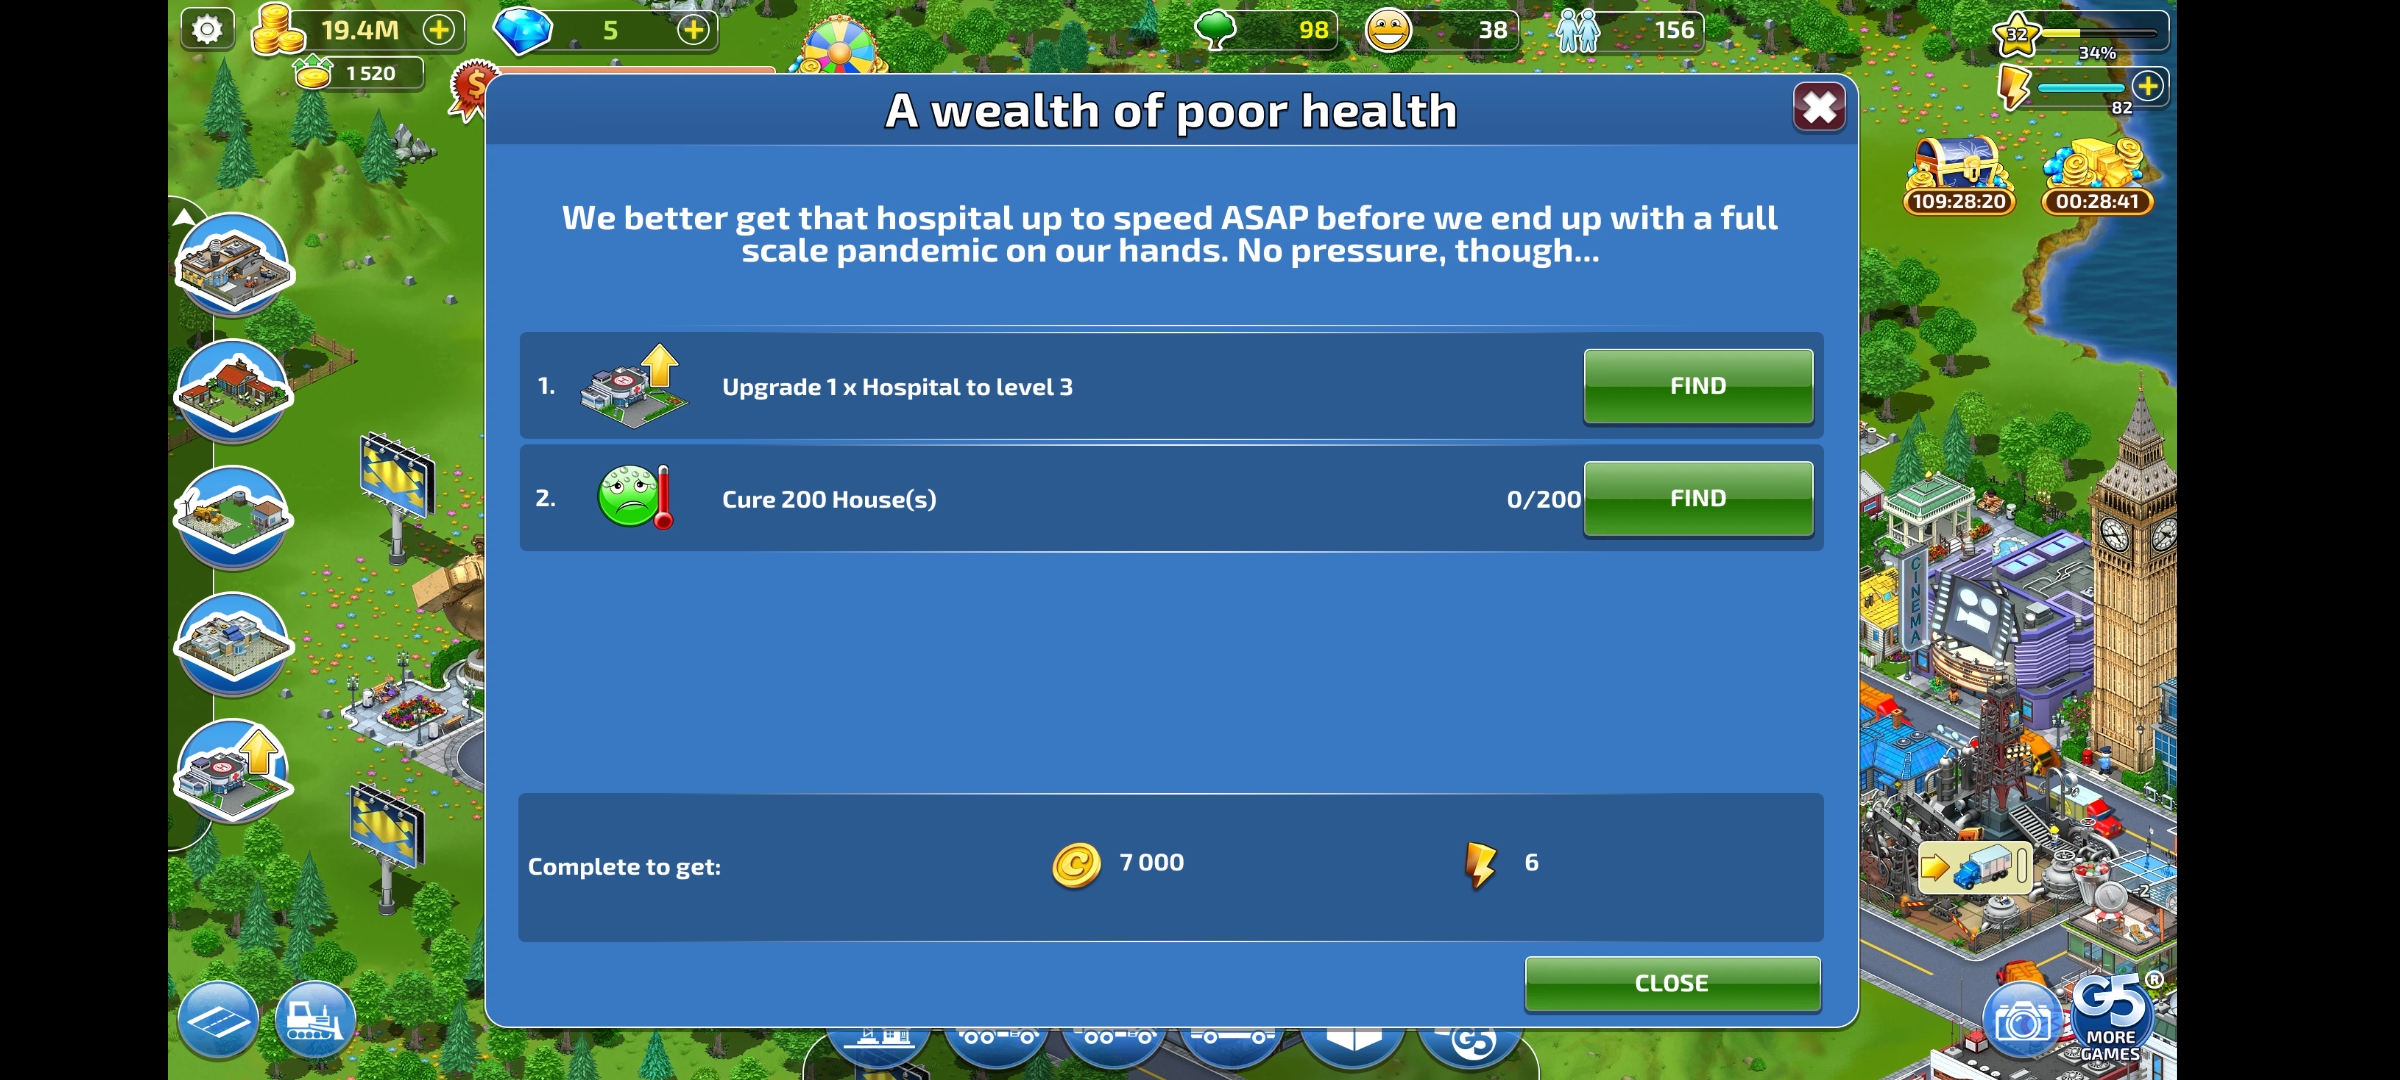 19.4M
5
98
38
156
32
34%
1 520
82
A wealth of poor health
109:28:20
00:28:41
We better get that hospital up to speed ASAP before we end up with a full
scale pandemic on our hands. No pressure, though...
1.
Upgrade 1 x Hospital to level 3
FIND
2.
Cure 200 House(s)
0/200
FIND
CINEMA
Complete to get:
7 000
6
-2
CLOSE
G5
®
MORE
GAMES
G5